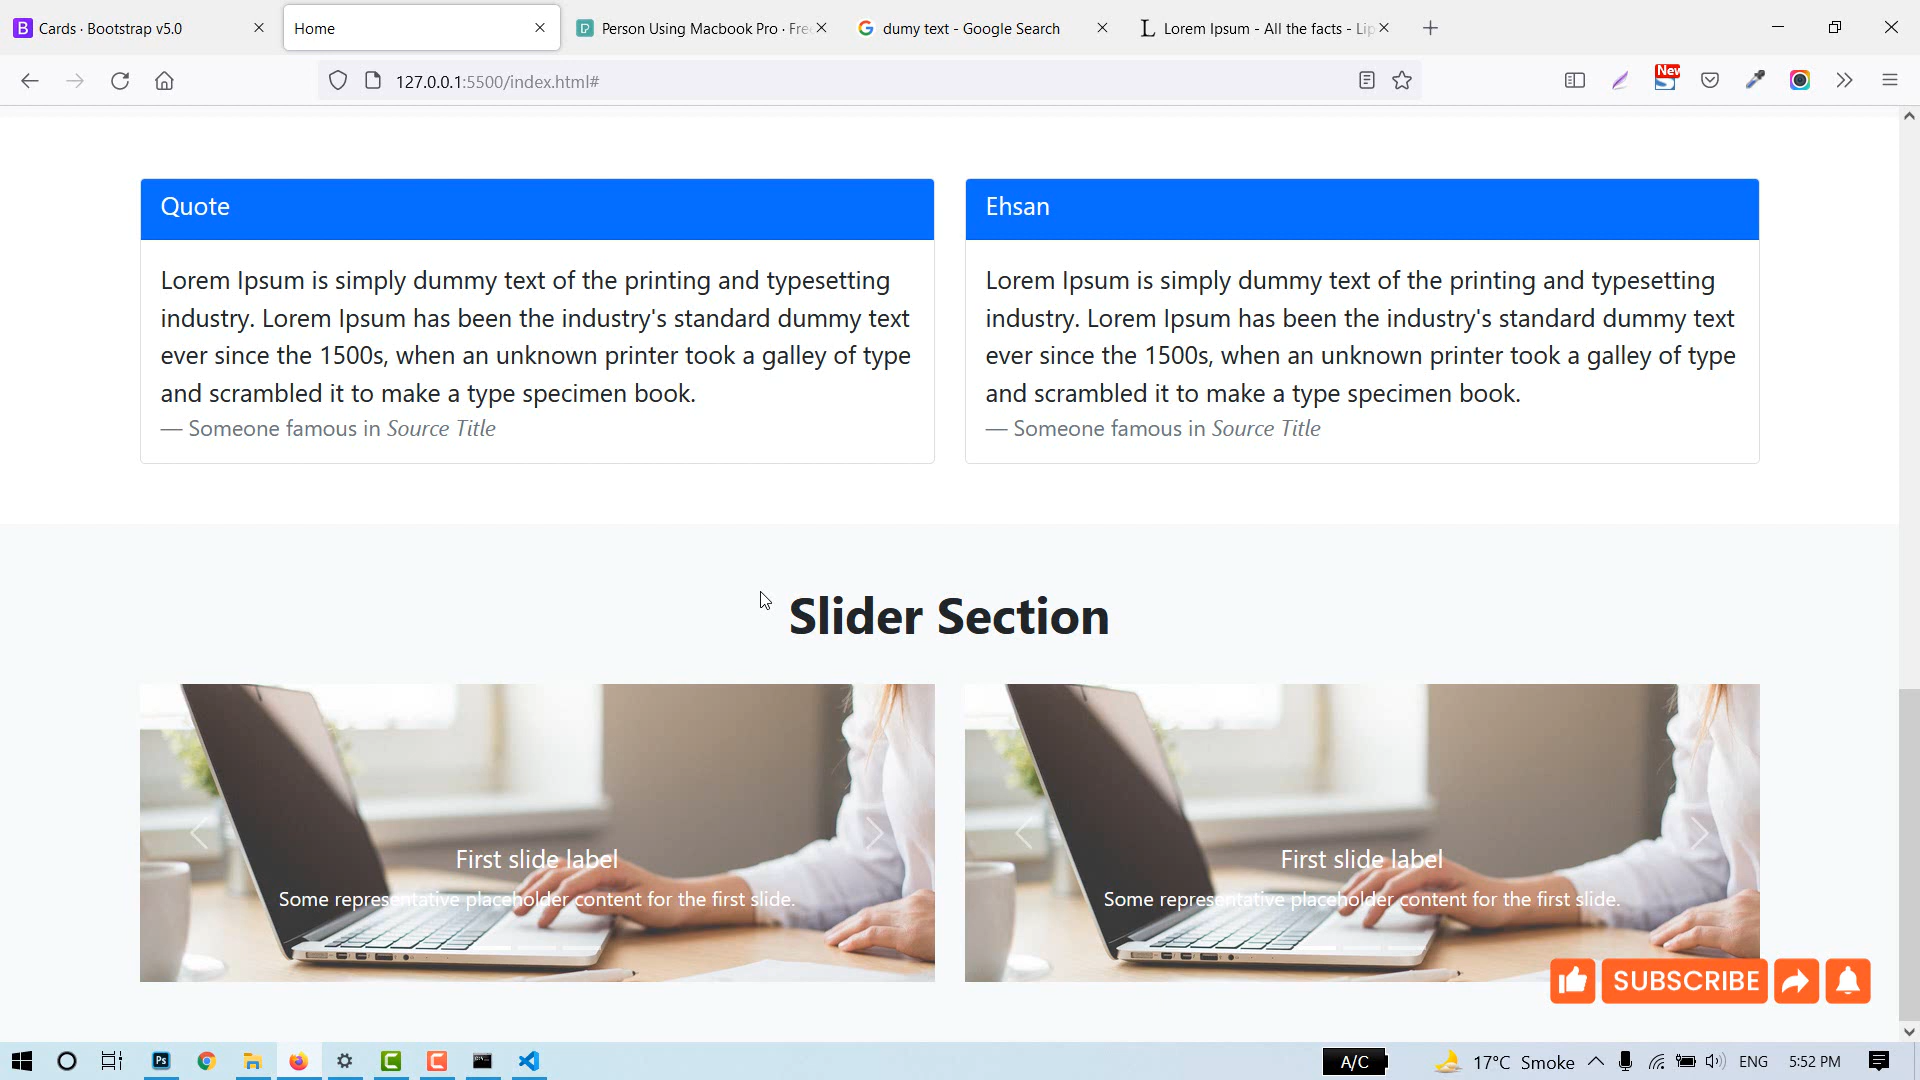 Cards · Bootstrap v5.0
Home
Person Using Macbook Pro · Fre
dumy text - Google Search
Lorem Ipsum - All the facts - Lip
127.0.0.1:5500/index.html#
New
Quote
Lorem Ipsum is simply dummy text of the printing and typesetting
industry. Lorem Ipsum has been the industry's standard dummy text
ever since the 1500s, when an unknown printer took a galley of type
and scrambled it to make a type specimen book.
— Someone famous in Source Title
Ehsan
Lorem Ipsum is simply dummy text of the printing and typesetting
industry. Lorem Ipsum has been the industry's standard dummy text
ever since the 1500s, when an unknown printer took a galley of type
and scrambled it to make a type specimen book.
— Someone famous in Source Title
Slider Section
First slide label
Some representative placeholder content for the first slide.
First slide label
Some representative placeholder content for the first slide.
SUBSCRIBE
Ps
A/C
17°C Smoke
ENG
5:52 PM